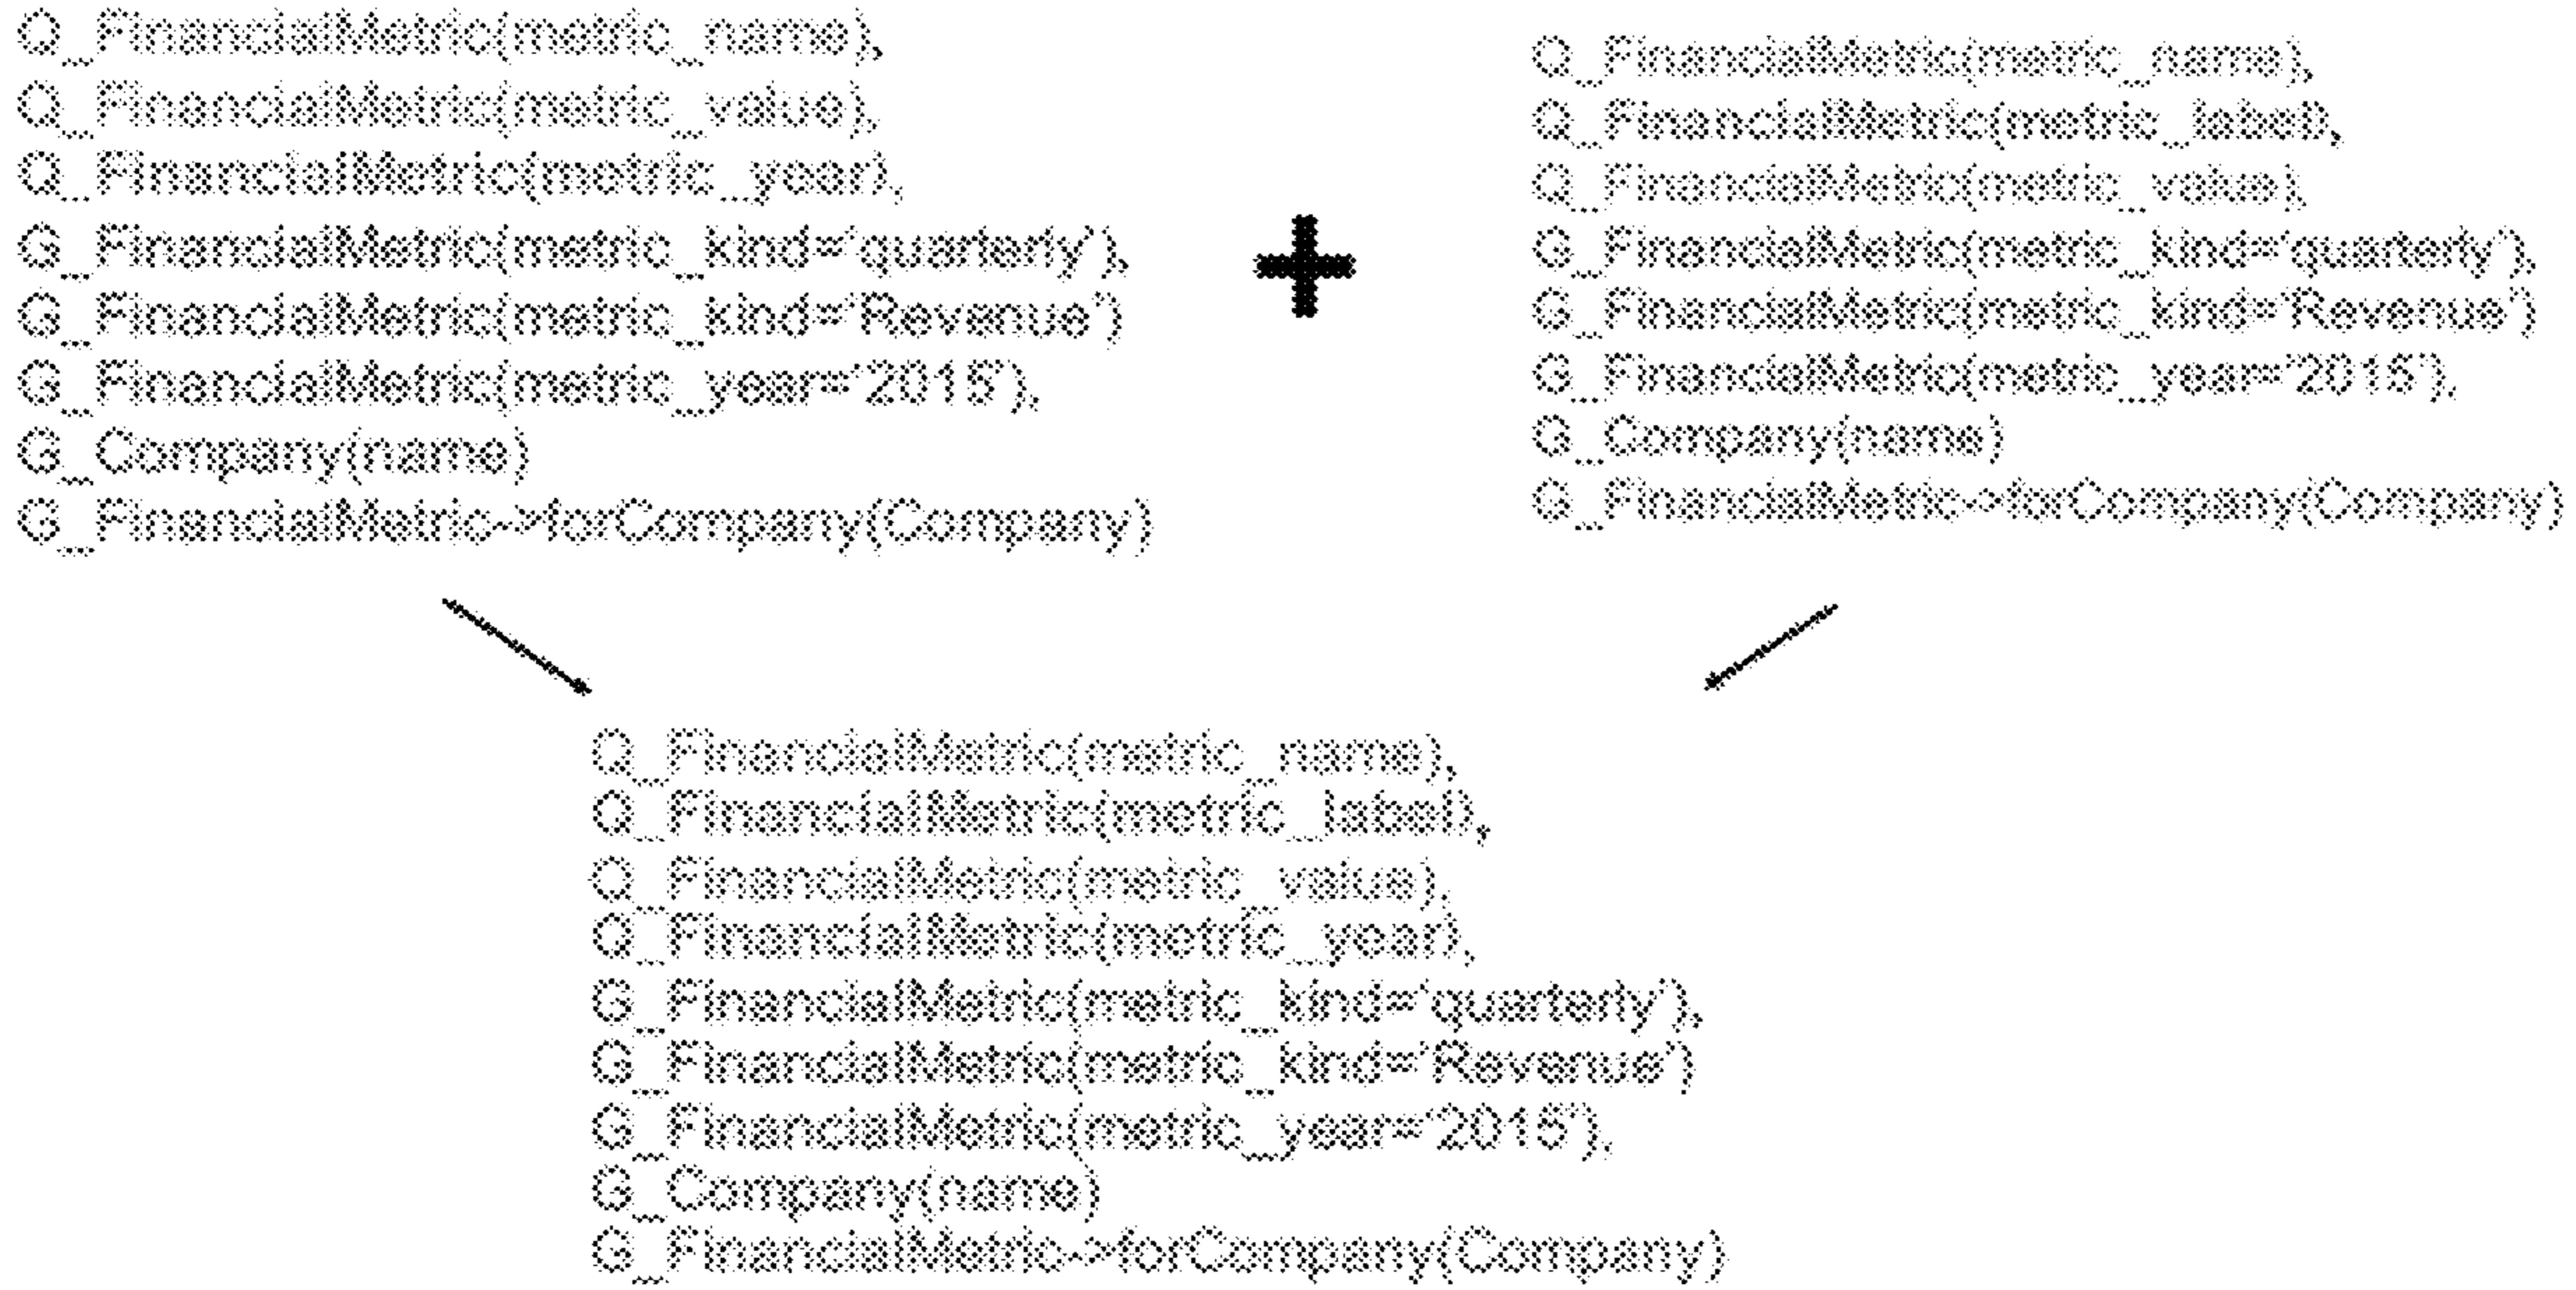 Q_FinancialMetric(metric_name),
Q_FinancialMetric(metric_value),
Q_FinancialMetric(metric_year),
G_FinancialMetric(metric_kind='quarterly'),
G_FinancialMetric(metric_kind='Revenue')
G_FinancialMetric(metric_year='2015'),
G_Company(name)
G_FinancialMetric->forCompany(Company)
+
Q_FinancialMetric(metric_name),
Q_FinancialMetric(metric_label),
Q_FinancialMetric(metric_value),
G_FinancialMetric(metric_kind='quarterly'),
G_FinancialMetric(metric_kind='Revenue')
G_FinancialMetric(metric_year='2015'),
G_Company(name)
G_FinancialMetric->forCompany(Company)
Q_FinancialMetric(metric_name),
Q_FinancialMetric(metric_label),
Q_FinancialMetric(metric_value),
Q_FinancialMetric(metric_year),
G_FinancialMetric(metric_kind='quarterly'),
G_FinancialMetric(metric_kind='Revenue')
G_FinancialMetric(metric_year='2015'),
G_Company(name)
G_FinancialMetric->forCompany(Company)